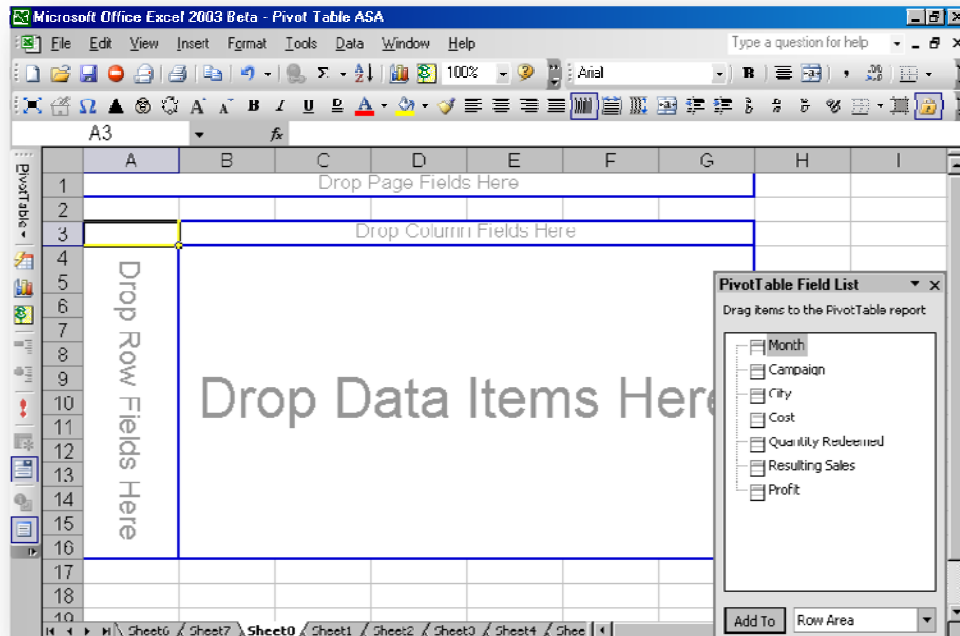 Microsoft Office Excel 2003 Beta - Pivot Table ASA
File Edit View Insert Format Tools Data Window Help
Type a question for help
100%
Arial
A3
fx
PivotTable
A B C D E F G H I
1 Drop Page Fields Here
2
3 Drop Column Fields Here
4
5
6
7
8
9
10
11
12
13
14
15
16
17
18
19
Drop Row Fields Here
Drop Data Items Here
PivotTable Field List
Drag items to the PivotTable report
Month
Campaign
City
Cost
Quantity Redeemed
Resulting Sales
Profit
Add To Row Area
Sheet6 Sheet7 Sheet0 Sheet1 Sheet2 Sheet3 Sheet4 Shee